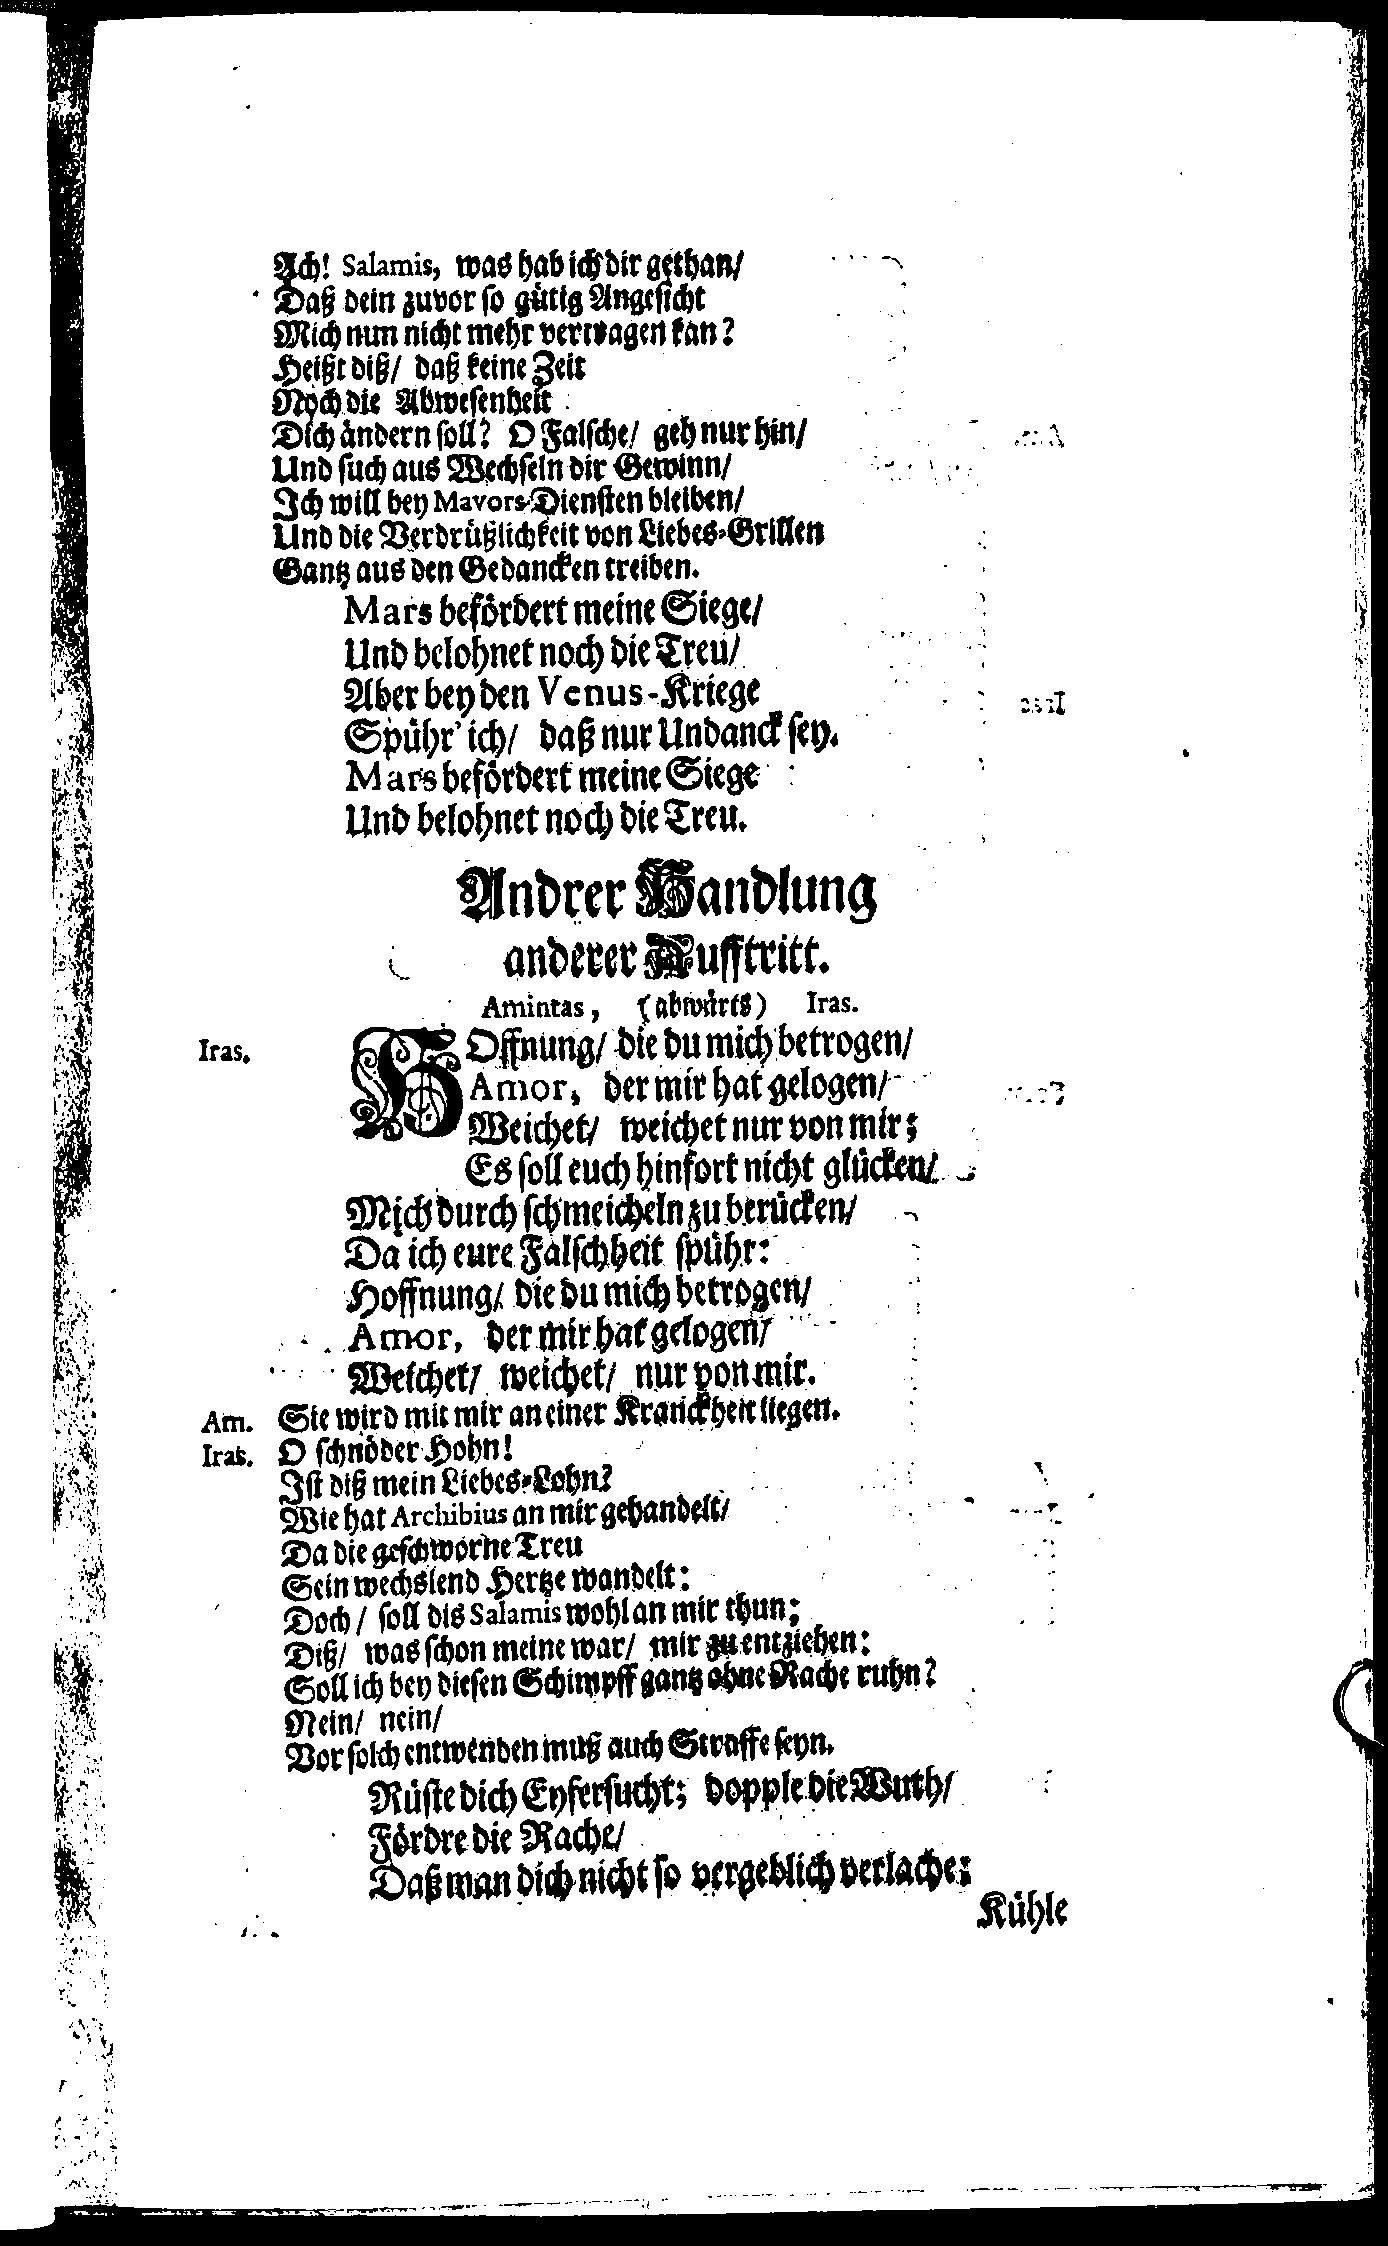 Ach! Salamis, was hab ich dir gethan/
Daß dein zuvor so gütig Angesicht
Mich nun nicht mehr vertragen kan?
Heißt diß/ daß keine Zeit
Noch die Abwesenheit
Dich ändern soll? O Falsche/ geh nur hin/
Und such aus Wechseln dir Gewinn/
Ich will bey Mavors-Diensten bleiben/
Und die Verdrüßlichkeit von Liebes-Grillen
Gantz aus den Gedancken treiben.
Mars befördert meine Siege/
Und belohnet noch die Treu/
Aber bey den Venus-Kriege
Spühr' ich/ daß nur Undanck sey.
Mars befördert meine Siege
Und belohnet noch die Treu.
Andrer Handlung
anderer Aufftritt.
Amintas, (abwärts) Iras.
Iras. HOffnung/ die du mich betrogen/
Amor, der mir hat gelogen/
Weichet/ weichet nur von mir;
Es soll euch hinfort nicht glücken/
Mich durch schmeicheln zu berücken/
Da ich eure Falschheit spühr:
Hoffnung/ die du mich betrogen/
Amor, der mir hat gelogen/
Weichet/ weichet/ nur von mir.
Am. Sie wird mit mir an einer Kranckheit liegen.
Iras. O schnöder Hohn!
Ist diß mein Liebes-Lohn?
Wie hat Archibius an mir gehandelt/
Da die geschworne Treu
Sein wechslend Hertze wandelt:
Doch/ soll dis Salamis wohl an mir thun;
Diß/ was schon meine war/ mir zu entziehen:
Soll ich bey diesen Schimpff gantz ohne Rache ruhn?
Nein/ nein/
Vor solch entwenden muß auch Straffe seyn.
Rüste dich Eyfersucht; dopple die Wuth/
Fördre die Rache/
Daß man dich nicht so vergeblich verlache:
Kühle